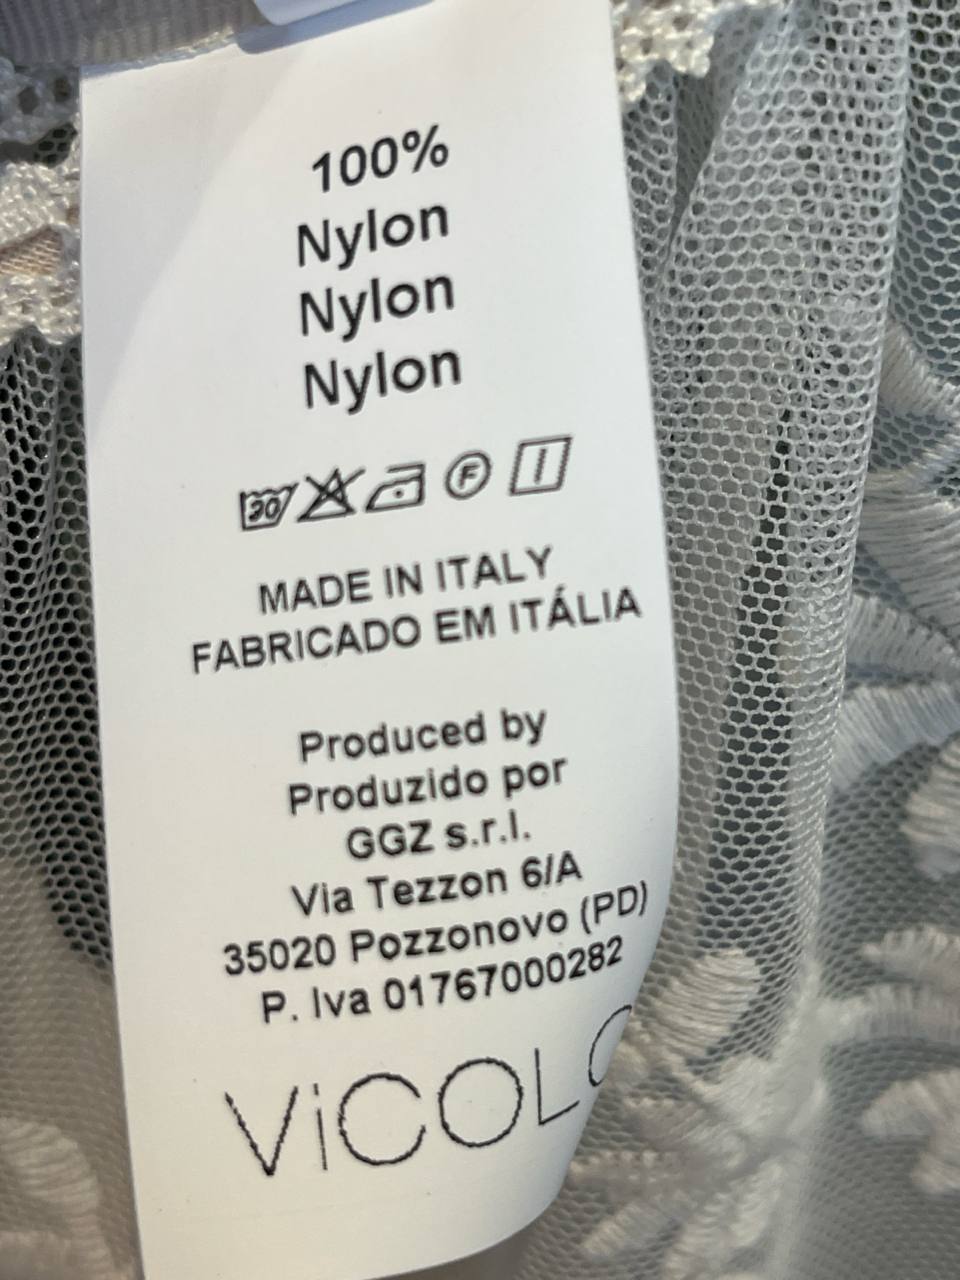 100%
Nylon
Nylon
Nylon
30 F
MADE IN ITALY
FABRICADO EM ITÁLIA
Produced by
Produzido por
GGZ s.r.l.
Via Tezzon 6/A
35020 Pozzonovo (PD)
P. Iva 01767000282
ViCOLO